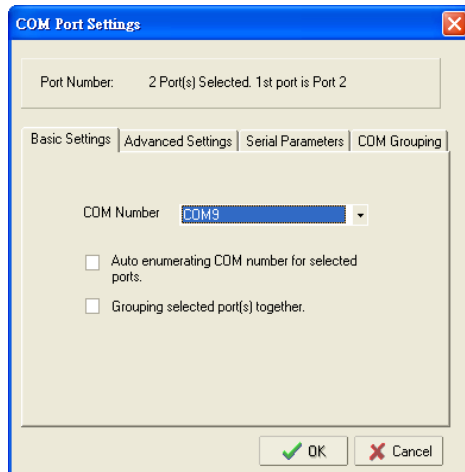 COM Port Settings
Port Number: 2 Port(s) Selected. 1st port is Port 2
Basic Settings Advanced Settings Serial Parameters COM Grouping
COM Number COM9
Auto enumerating COM number for selected
ports.
Grouping selected port(s) together.
OK Cancel